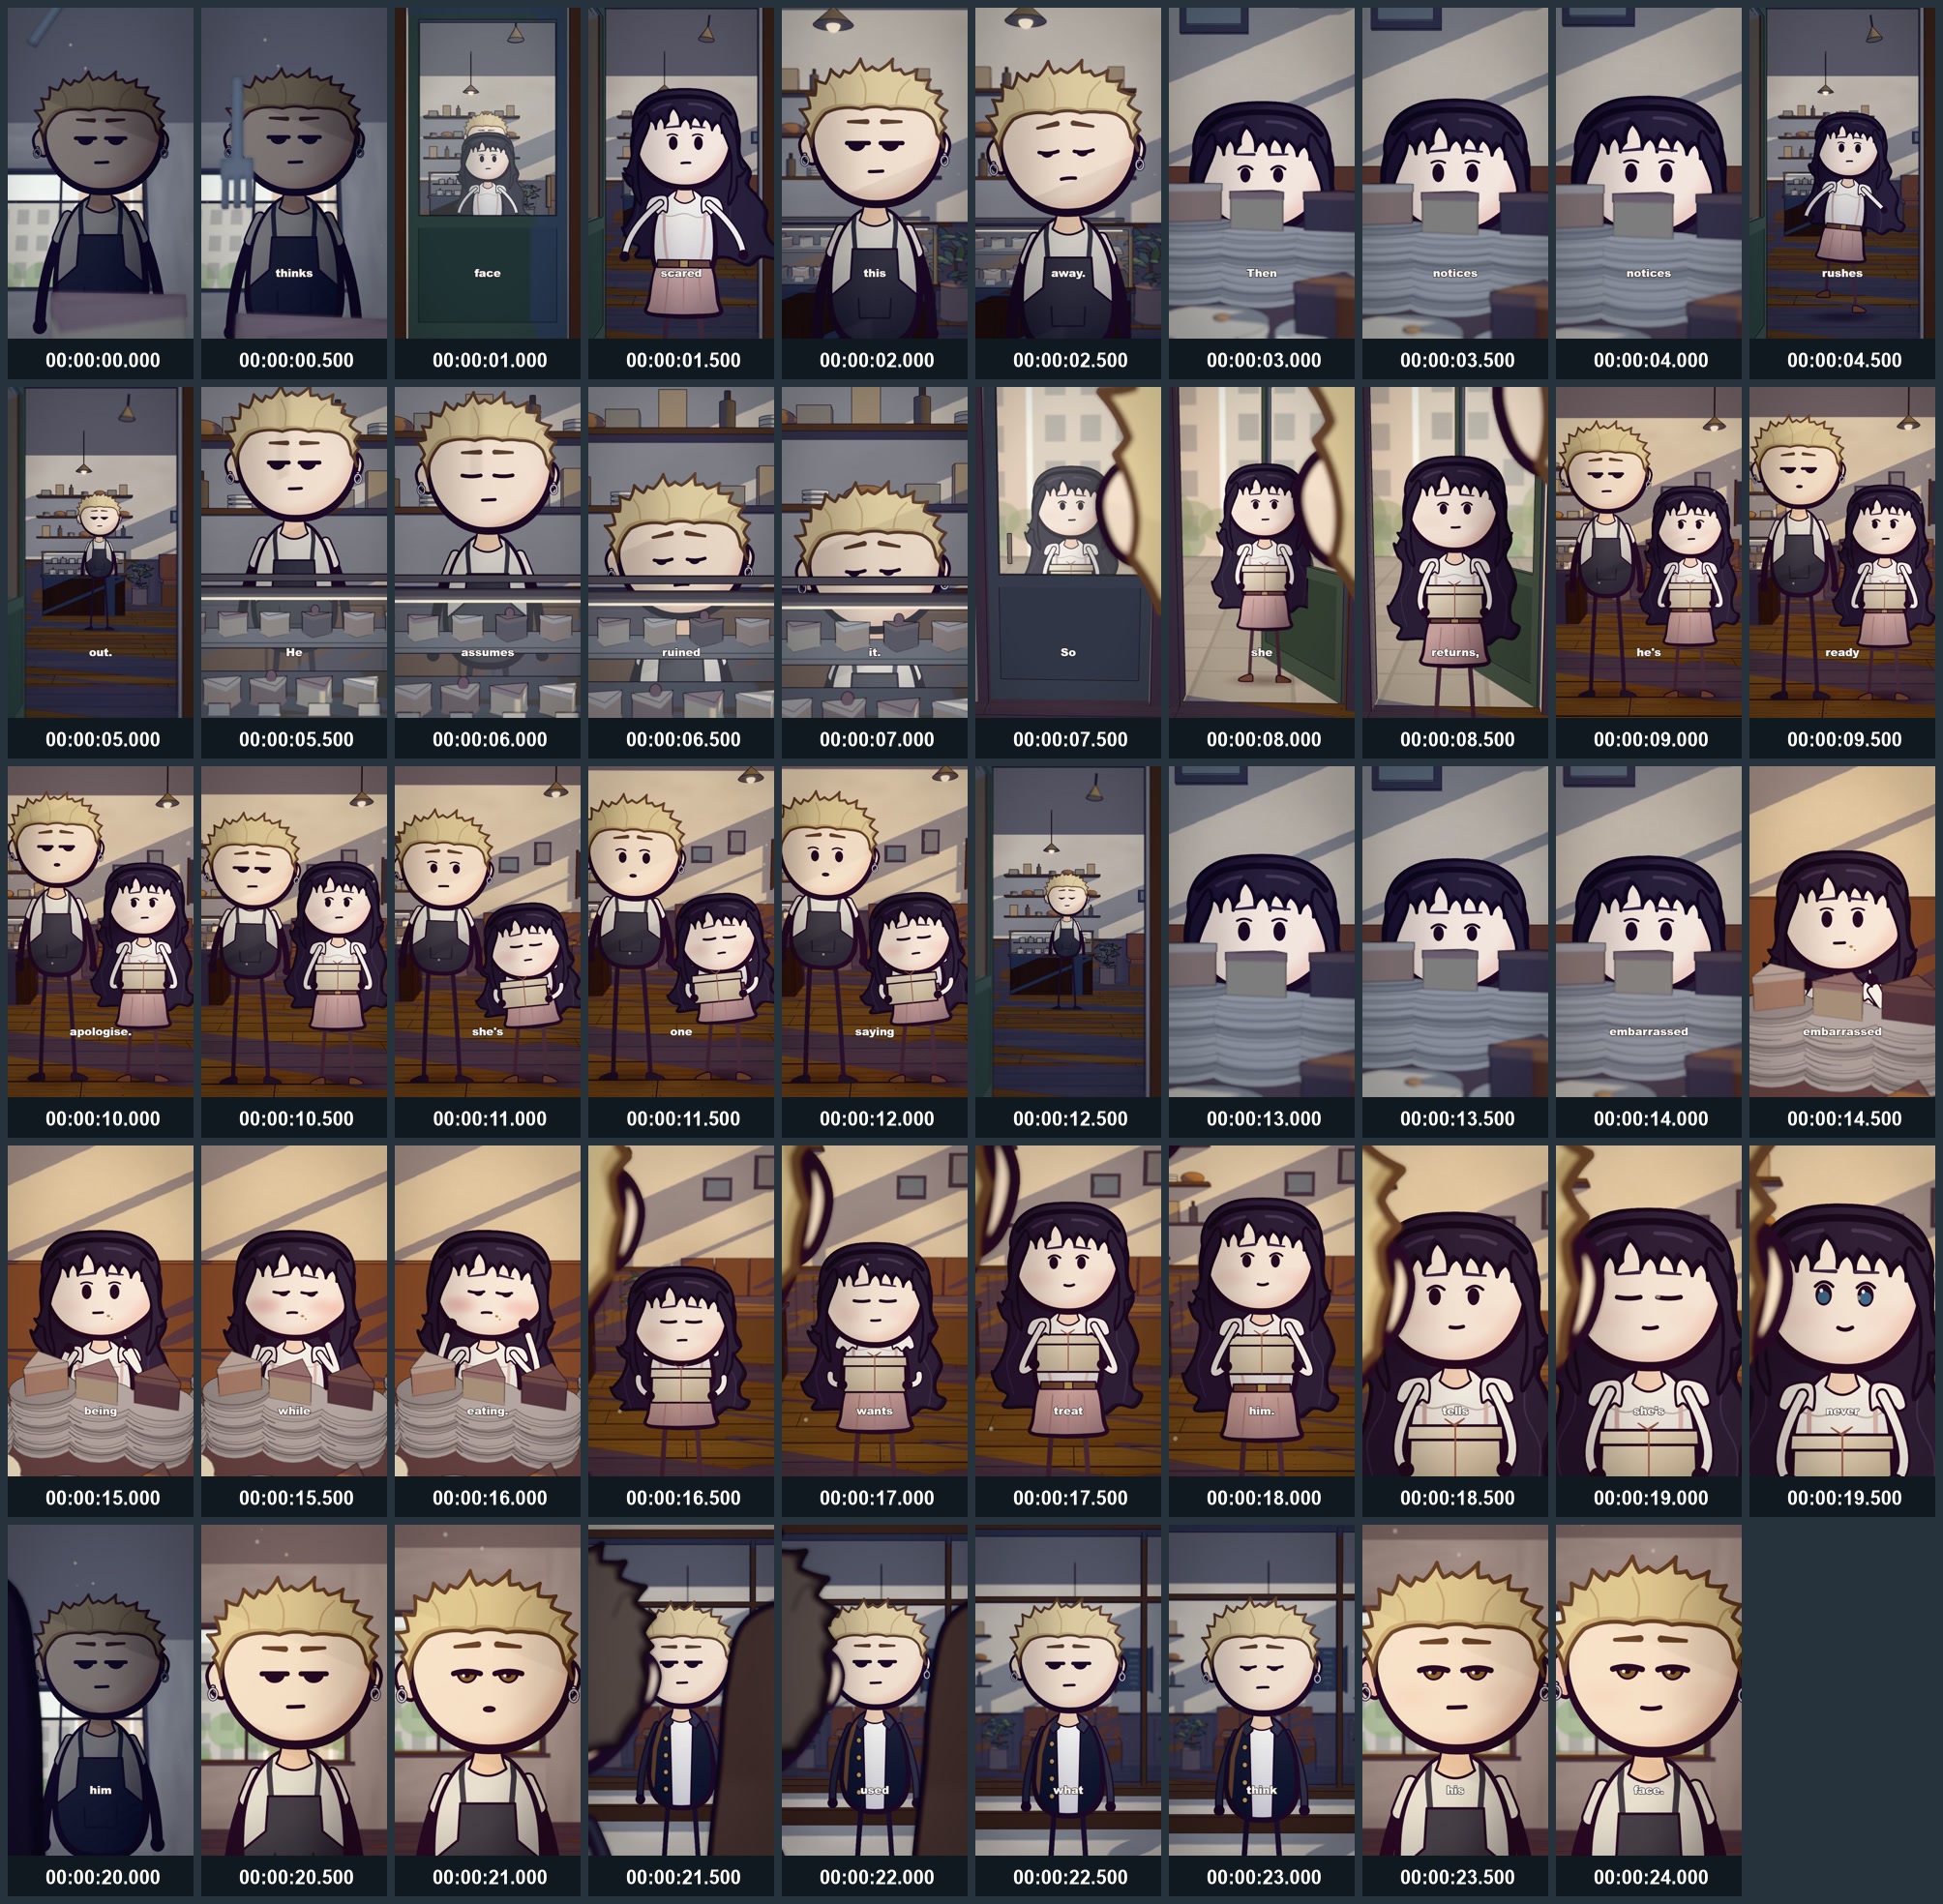 thinks face scared this away. Then notices notices rushes
00:00:00.000 00:00:00.500 00:00:01.000 00:00:01.500 00:00:02.000 00:00:02.500 00:00:03.000 00:00:03.500 00:00:04.000 00:00:04.500
out. He assumes ruined it. So she returns, he's ready
00:00:05.000 00:00:05.500 00:00:06.000 00:00:06.500 00:00:07.000 00:00:07.500 00:00:08.000 00:00:08.500 00:00:09.000 00:00:09.500
apologise. she's one saying embarrassed embarrassed
00:00:10.000 00:00:10.500 00:00:11.000 00:00:11.500 00:00:12.000 00:00:12.500 00:00:13.000 00:00:13.500 00:00:14.000 00:00:14.500
being while eating. wants treat him. tells she's never
00:00:15.000 00:00:15.500 00:00:16.000 00:00:16.500 00:00:17.000 00:00:17.500 00:00:18.000 00:00:18.500 00:00:19.000 00:00:19.500
him used what think his face.
00:00:20.000 00:00:20.500 00:00:21.000 00:00:21.500 00:00:22.000 00:00:22.500 00:00:23.000 00:00:23.500 00:00:24.000